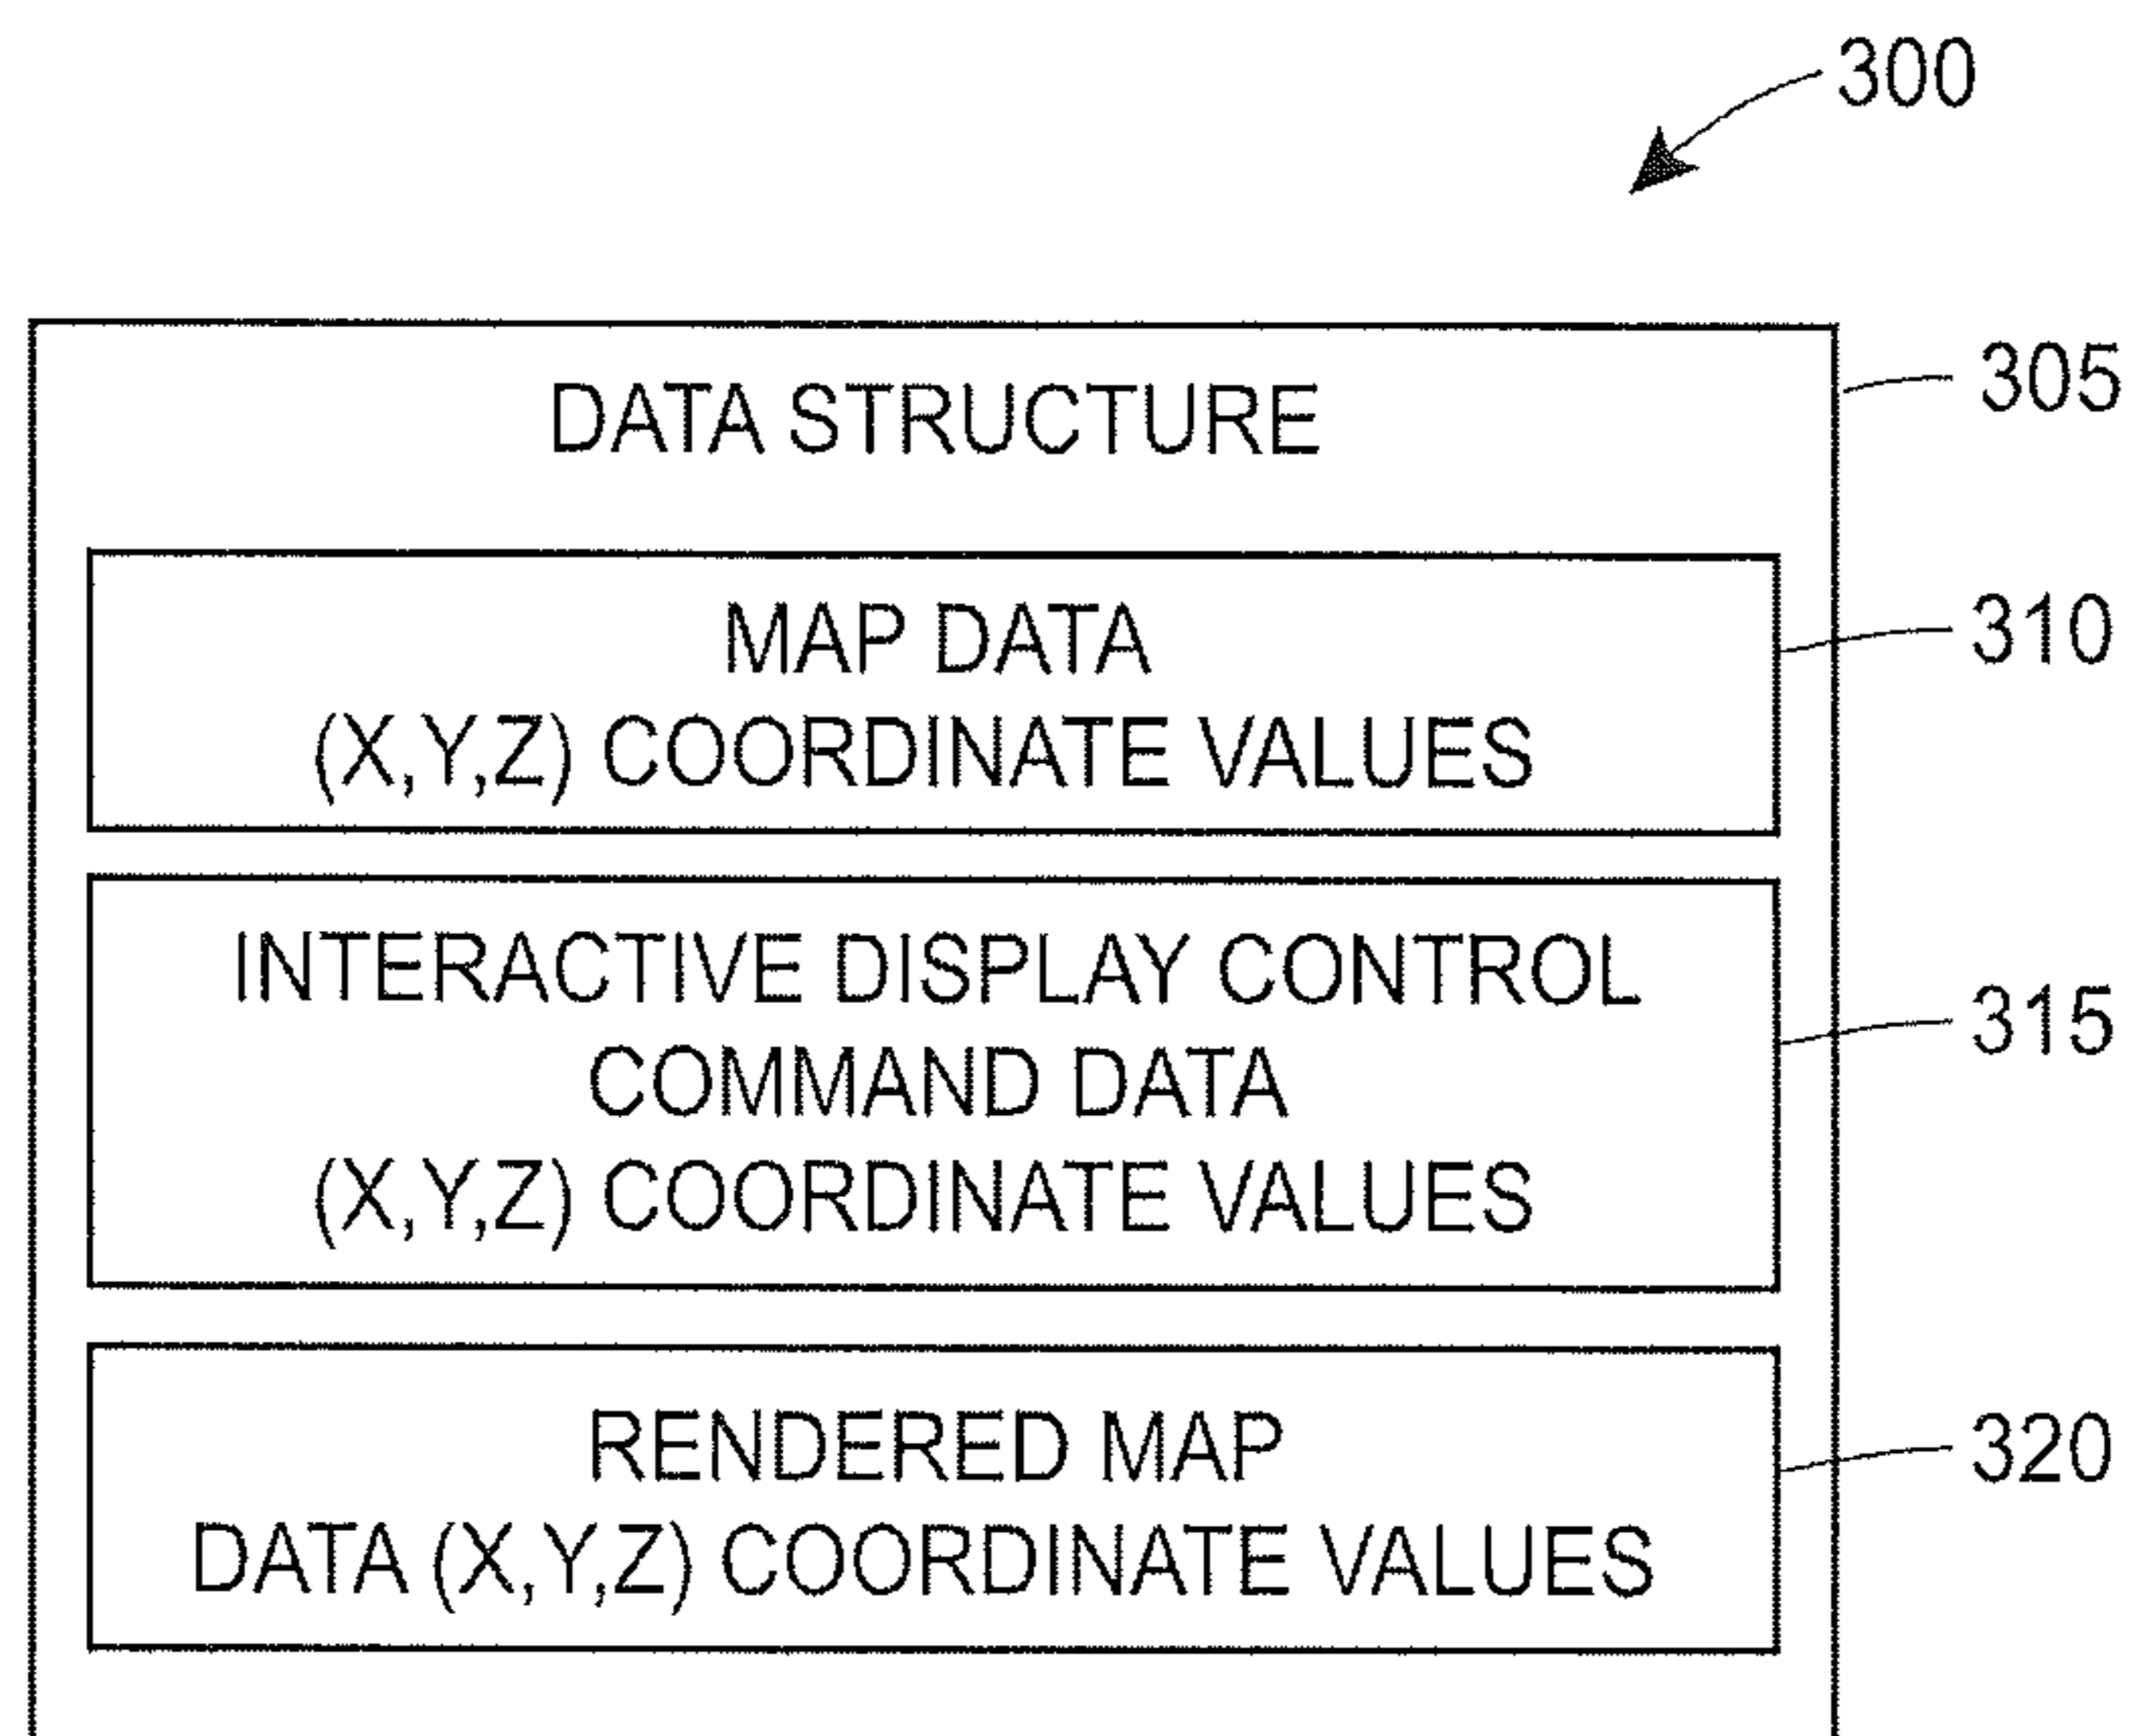 300
305
DATA STRUCTURE
310
MAP DATA
(X,Y,Z) COORDINATE VALUES
INTERACTIVE DISPLAY CONTROL
315
COMMAND DATA
(X,Y,Z) COORDINATE VALUES
RENDERED MAP
320
DATA (X,Y,Z) COORDINATE VALUES